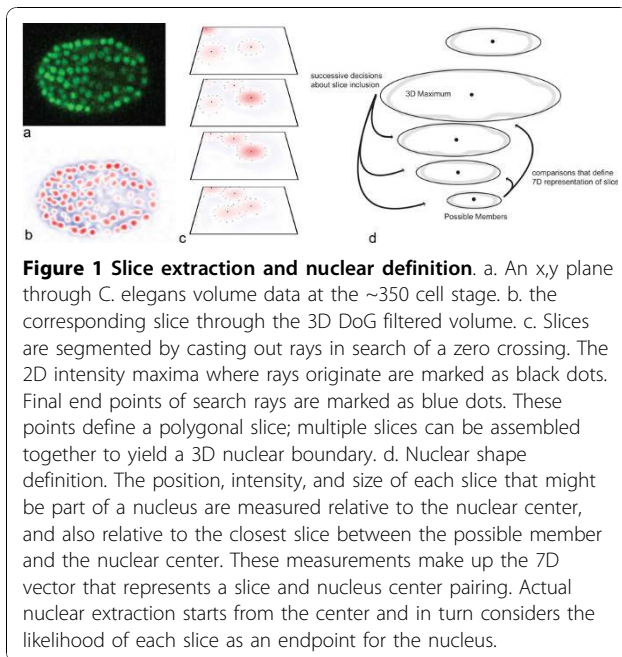 a
b
c
successive decisions
about slice inclusion
3D Maximum
comparisons that define
7D representation of slice
Possible Members
d
Figure 1 Slice extraction and nuclear definition. a. An x,y plane
through C. elegans volume data at the ~350 cell stage. b. the
corresponding slice through the 3D DoG filtered volume. c. Slices
are segmented by casting out rays in search of a zero crossing. The
2D intensity maxima where rays originate are marked as black dots.
Final end points of search rays are marked as blue dots. These
points define a polygonal slice; multiple slices can be assembled
together to yield a 3D nuclear boundary. d. Nuclear shape
definition. The position, intensity, and size of each slice that might
be part of a nucleus are measured relative to the nuclear center,
and also relative to the closest slice between the possible member
and the nuclear center. These measurements make up the 7D
vector that represents a slice and nucleus center pairing. Actual
nuclear extraction starts from the center and in turn considers the
likelihood of each slice as an endpoint for the nucleus.